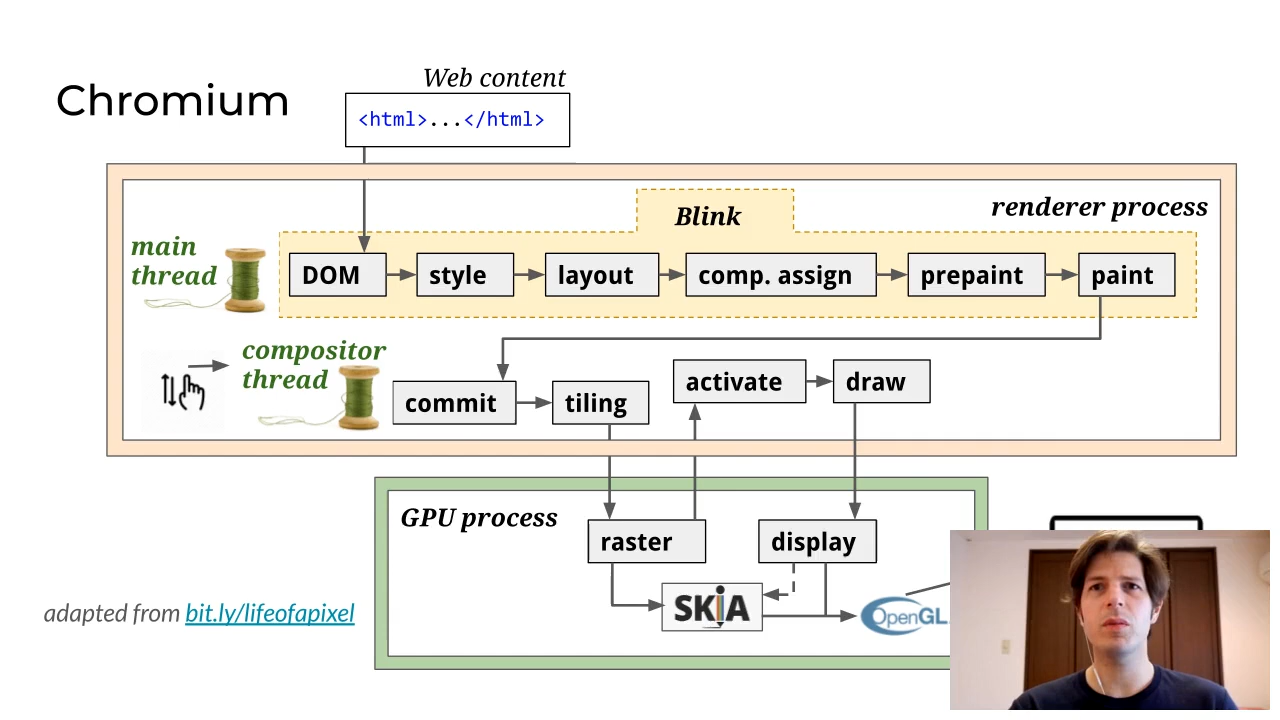 Chromium
Web content
<html>...</html>
renderer process
Blink
main
thread
DOM
style
layout
comp. assign
prepaint
paint
compositor
thread
commit
tiling
activate
draw
GPU process
raster
display
SKiA
OpenGL
adapted from bit.ly/lifeofapixel